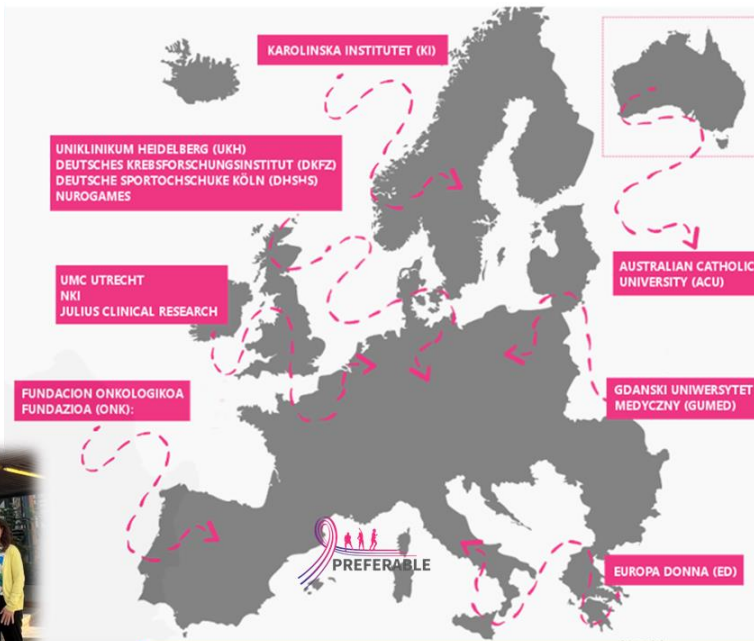 KAROLINSKA INSTITUTET (KI)
UNIKLINIKUM HEIDELBERG (UKH)
DEUTSCHES KREBSFORSCHUNGSINSTITUT (DKFZ)
DEUTSCHE SPORTOCHSCHUKE KÖLN (DHSHS)
NUROGAMES
UMC UTRECHT
NKI
JULIUS CLINICAL RESEARCH
AUSTRALIAN CATHOLIC
UNIVERSITY (ACU)
FUNDACION ONKOLOGIKOA
FUNDAZIOA (ONK):
GDANSKI UNIWERSYTET
MEDYCZNY (GUMED)
PREFERABLE
EUROPA DONNA (ED)